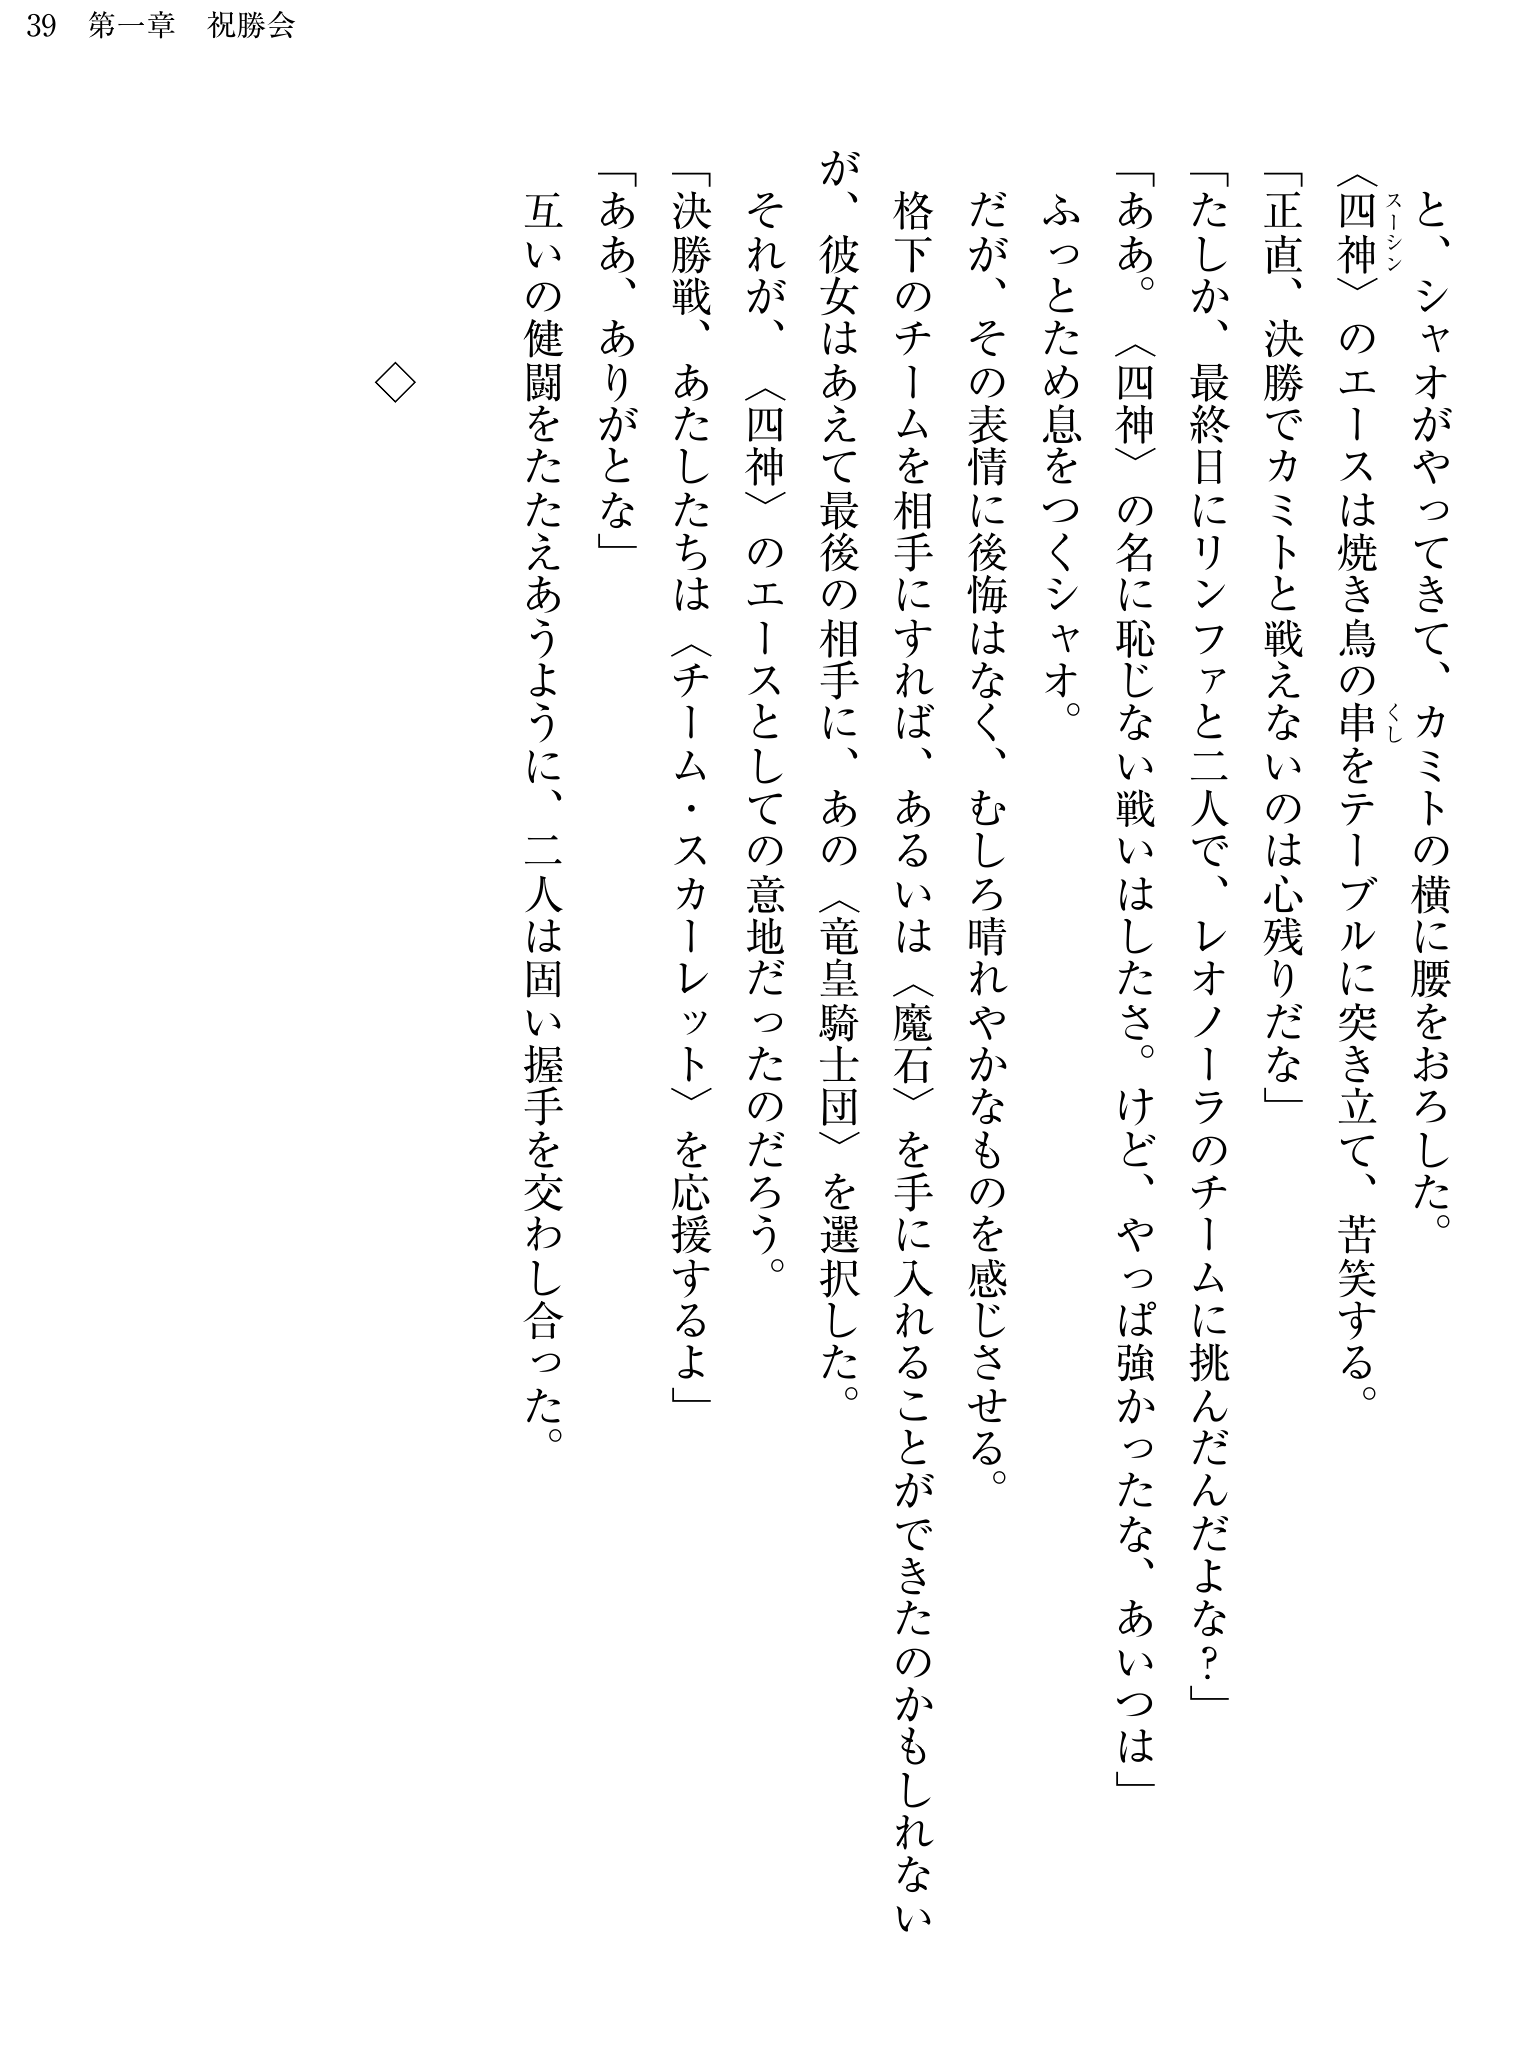 39 第一章 祝勝会
と、シャオがやってきて、カミトの横に腰をおろした。
〈四神〉のエースは焼き鳥の串をテーブルに突き立て、苦笑する。
スーシン
くし
「正直、決勝でカミトと戦えないのは心残りだな」
「たしか、最終日にリンファと二人で、レオノーラのチームに挑んだんだよな?」
「ああ。〈四神〉の名に恥じない戦いはしたさ。けど、やっぱ強かったな、あいつは」
ふっとため息をつくシャオ。
だが、その表情に後悔はなく、むしろ晴れやかなものを感じさせる。
格下のチームを相手にすれば、あるいは〈魔石〉を手に入れることができたのかもしれない
が、彼女はあえて最後の相手に、あの〈竜皇騎士団〉を選択した。
それが、〈四神〉のエースとしての意地だったのだろう。
「決勝戦、あたしたちは〈チーム・スカーレット〉を応援するよ」
「ああ、ありがとな」
互いの健闘をたたえあうように、二人は固い握手を交わし合った。
◇